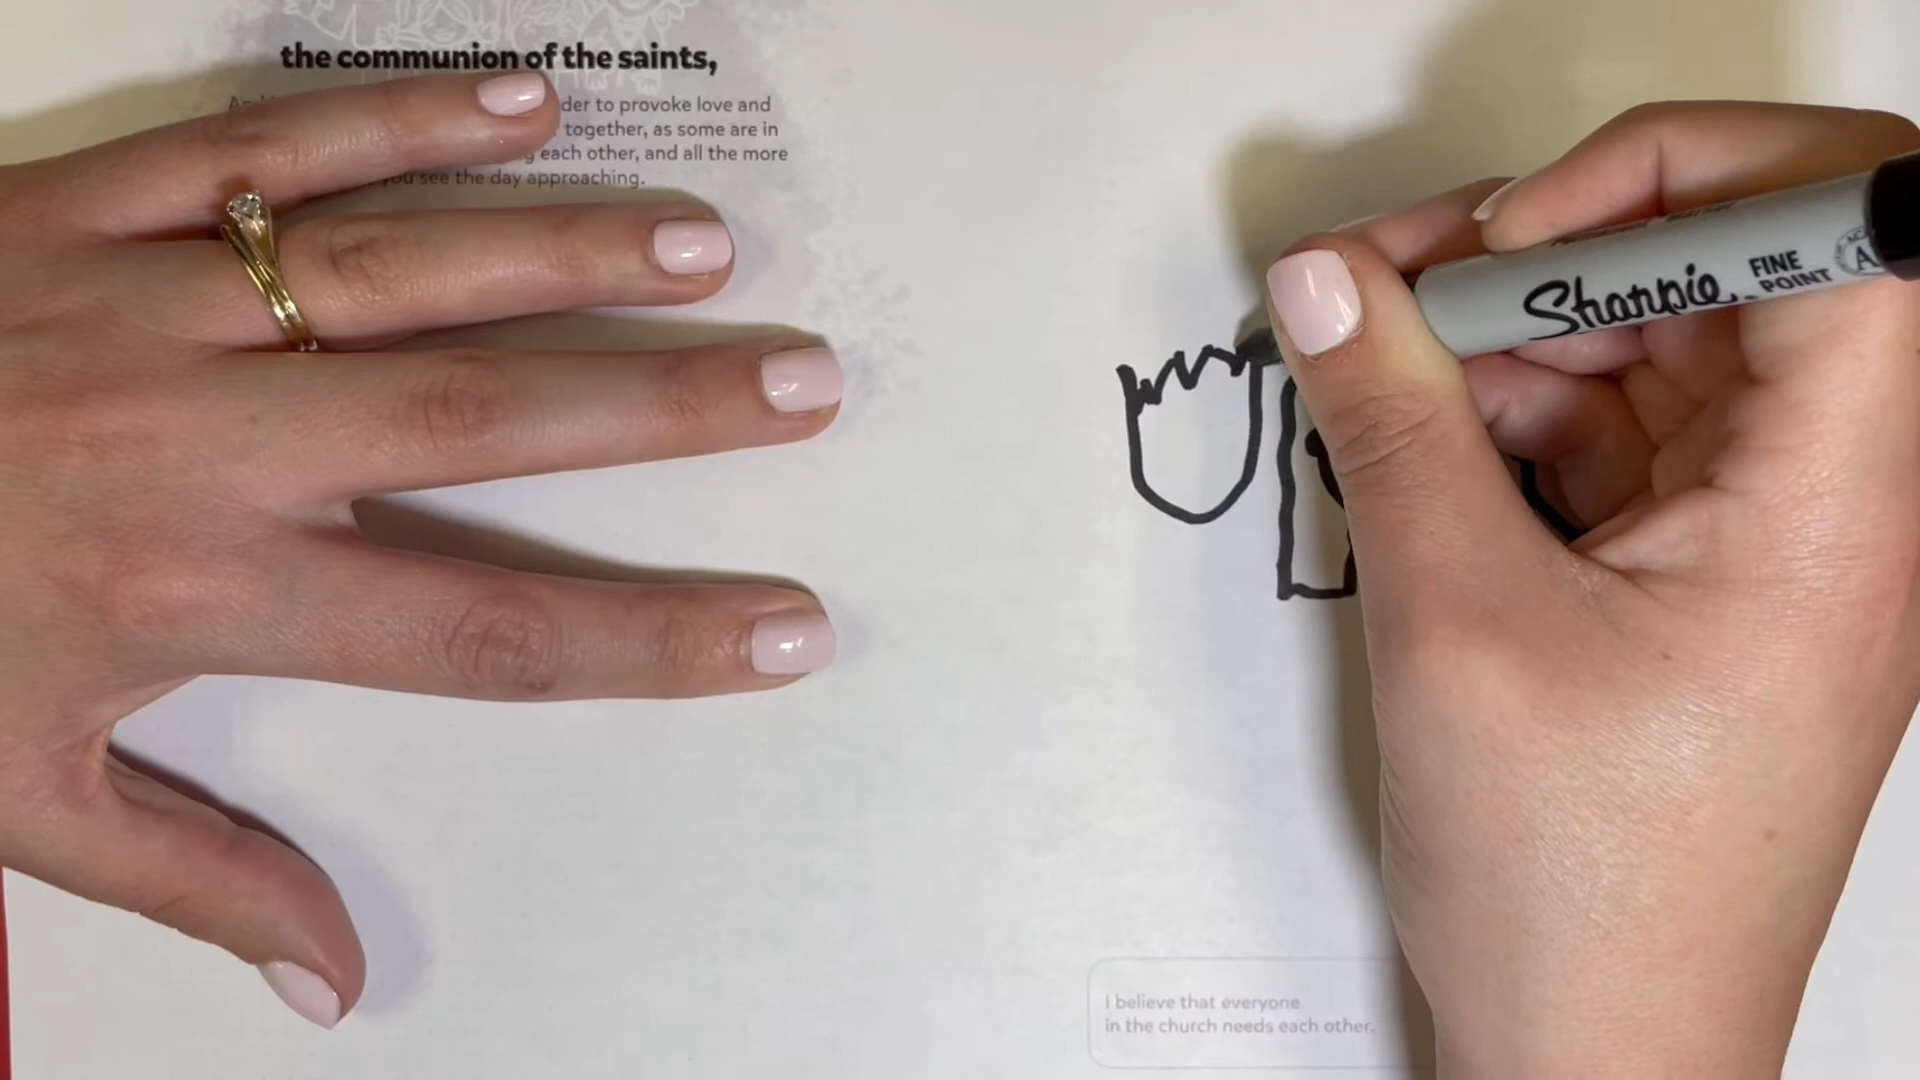 the communion of the saints,
der to provoke love and
together, as some are in
each other, and all the more
you see the day approaching.
Sharpie
FINE
POINT
I believe that everyone
in the church needs each other.